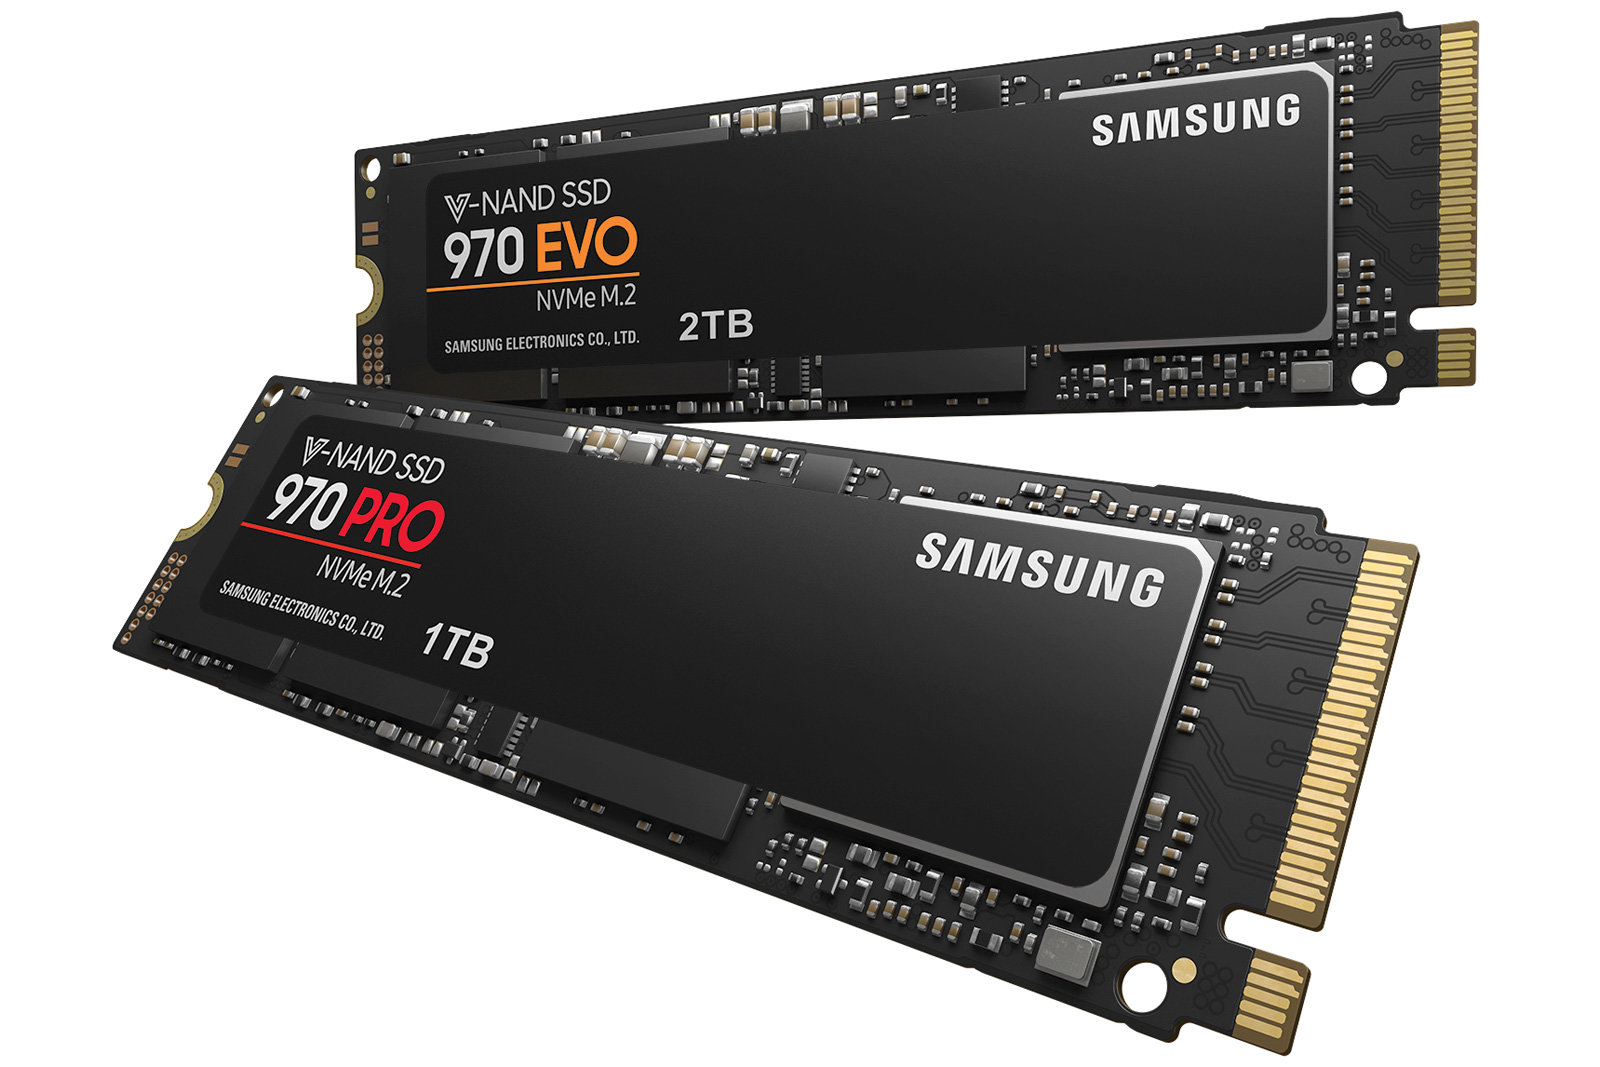 SAMSUNG
V-NAND SSD
970 EVO
NVMe M.2
SAMSUNG ELECTRONICS CO., LTD.
2TB
V-NAND SSD
970 PRO
NVMe M.2
SAMSUNG ELECTRONICS CO., LTD.
1TB
SAMSUNG